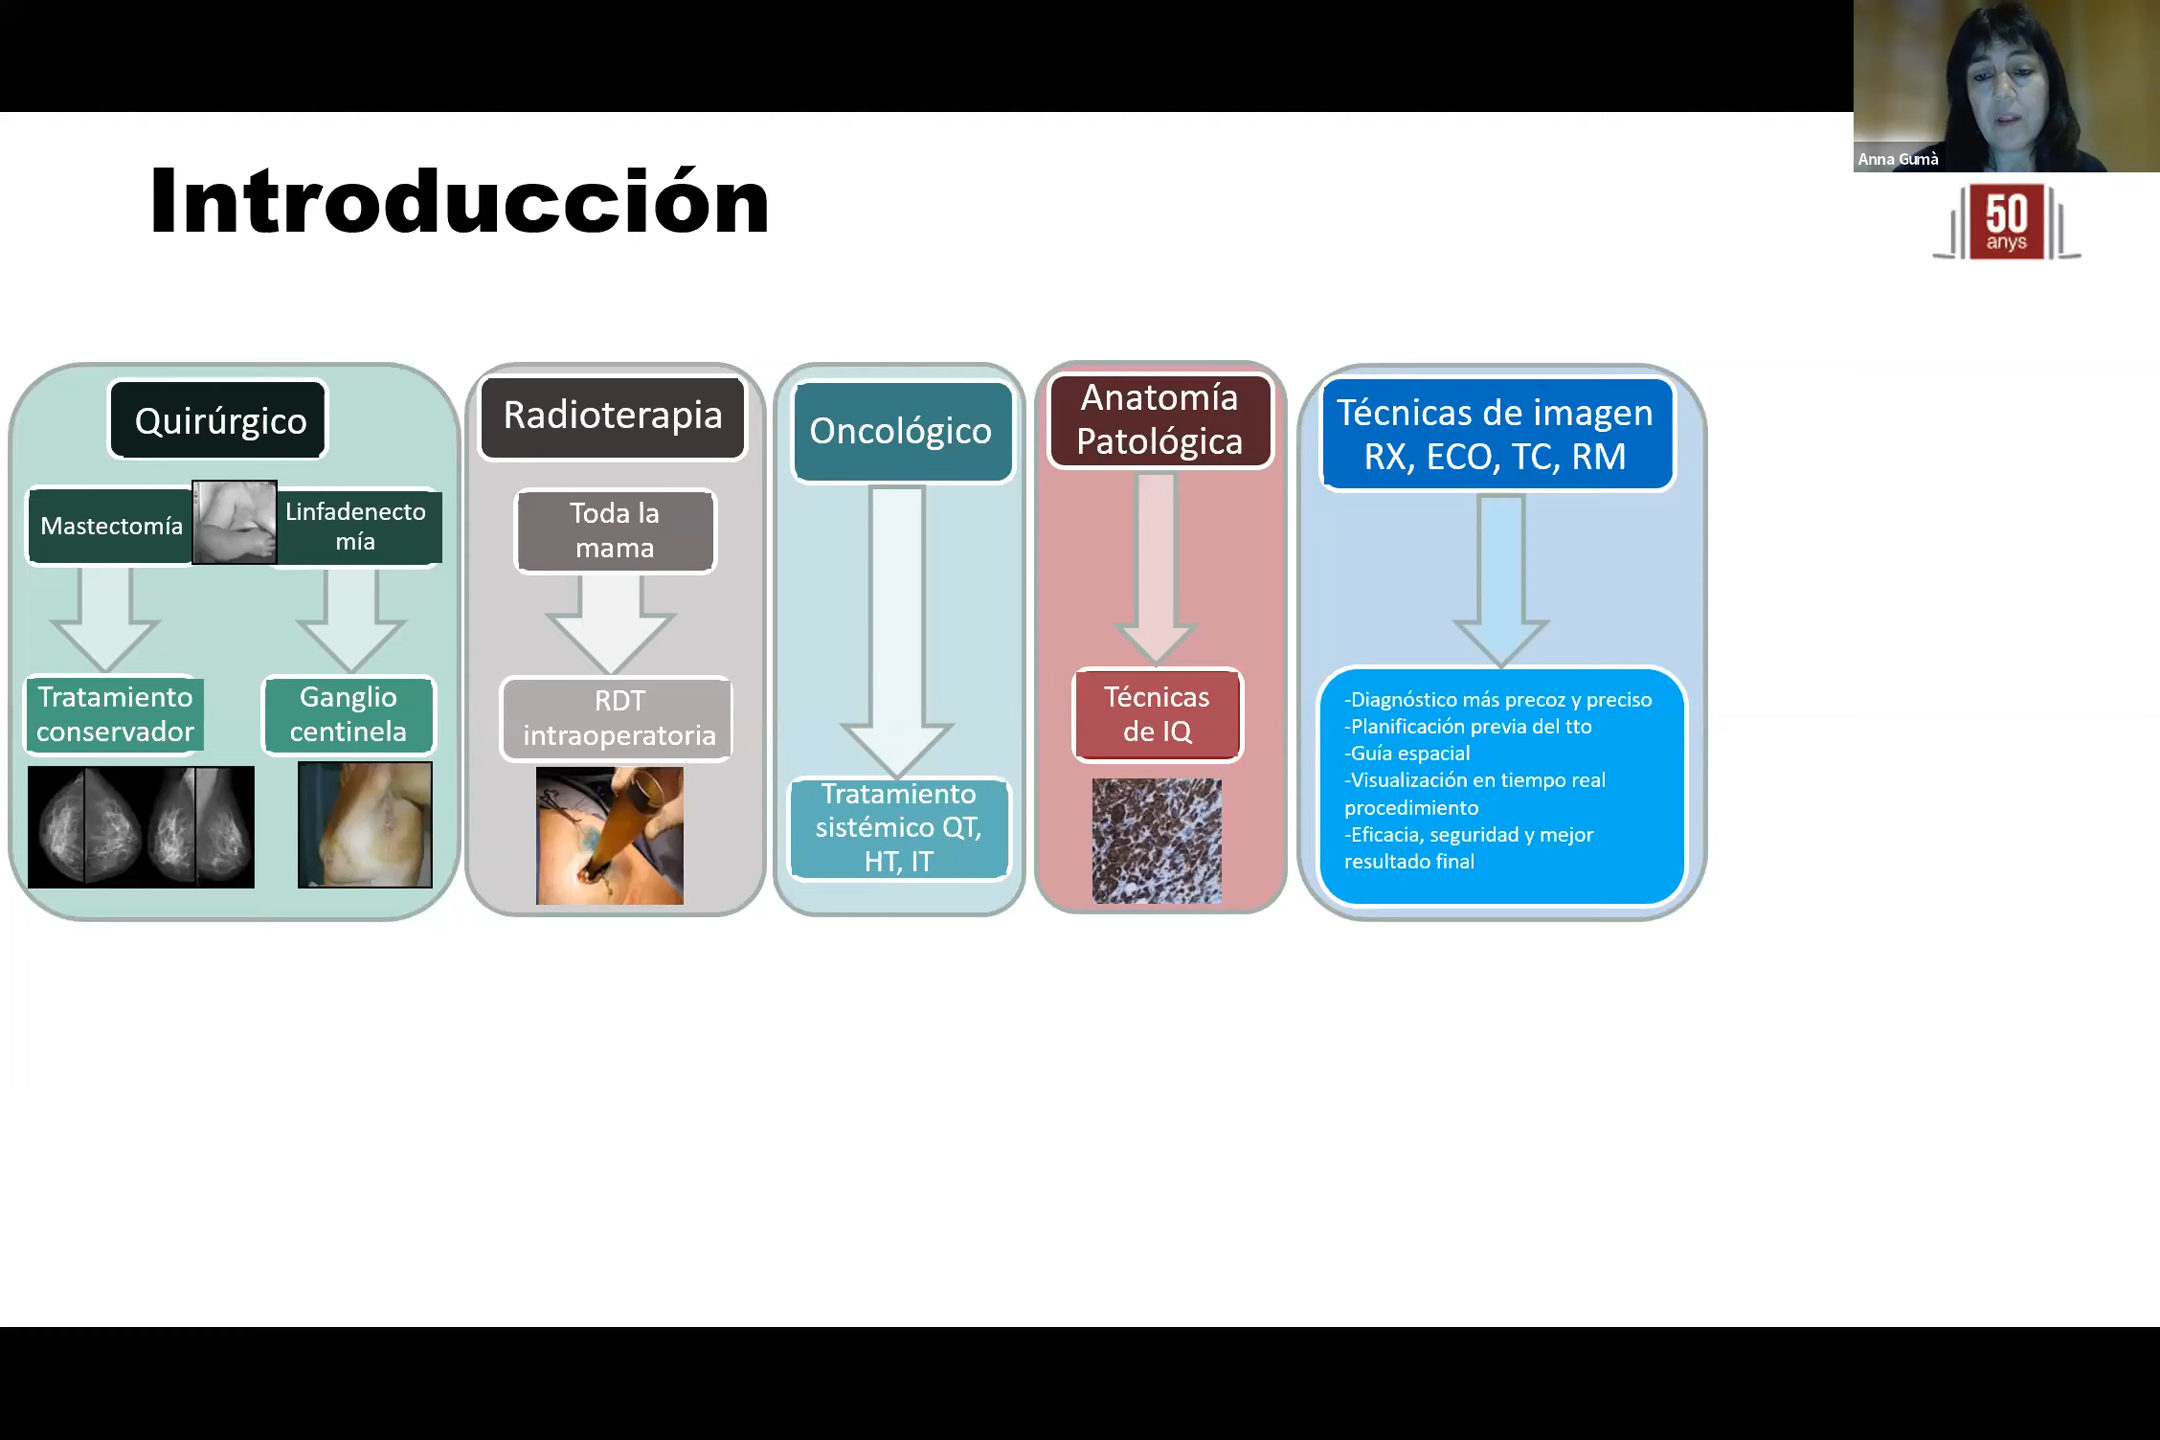 Anna Gumà
50
anys
Introducción
Quirúrgico
Mastectomía
Linfadenecto
mía
Tratamiento
conservador
Ganglio
centinela
Radioterapia
Toda la
mama
RDT
intraoperatoria
Oncológico
Tratamiento
sistémico QT,
HT, IT
Anatomía
Patológica
Técnicas
de IQ
Técnicas de imagen
RX, ECO, TC, RM
-Diagnóstico más precoz y preciso
-Planificación previa del tto
-Guía espacial
-Visualización en tiempo real
procedimiento
-Eficacia, seguridad y mejor
resultado final